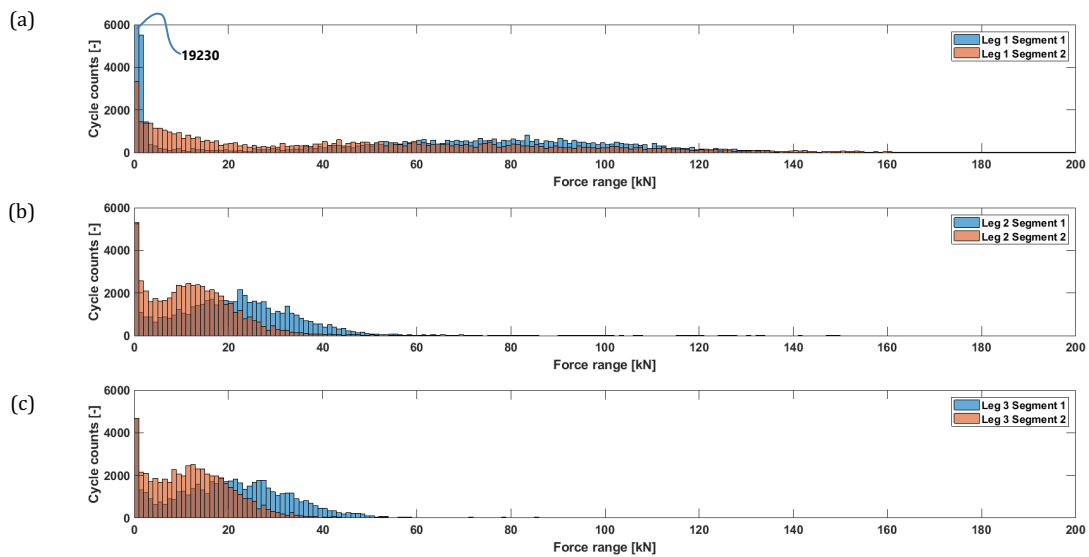 (a)
Cycle counts [-]
6000
4000
2000
0
19230
Leg 1 Segment 1
Leg 1 Segment 2
0 20 40 60 80 100 120 140 160 180 200
Force range [kN]
(b)
Cycle counts [-]
6000
4000
2000
0
Leg 2 Segment 1
Leg 2 Segment 2
0 20 40 60 80 100 120 140 160 180 200
Force range [kN]
(c)
Cycle counts [-]
6000
4000
2000
0
Leg 3 Segment 1
Leg 3 Segment 2
0 20 40 60 80 100 120 140 160 180 200
Force range [kN]